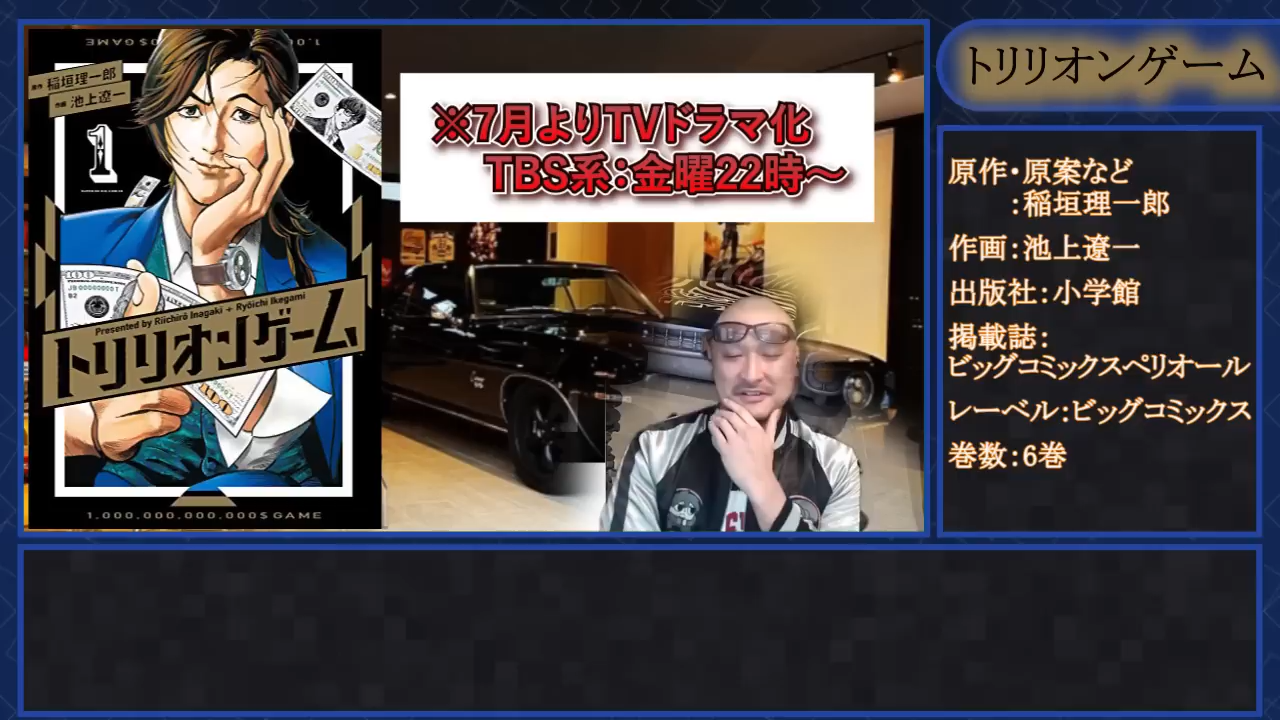 1,000,000,000,000$GAME
原作 稲垣理一郎
作画 池上遼一
1
100
Presented by Riichirō Inagaki + Ryōichi Ikegami
トリリオンゲーム
100
1,000,000,000,000$GAME
※7月よりTVドラマ化
TBS系:金曜22時~
トリリオンゲーム
原作・原案など
:稲垣理一郎
作画:池上遼一
出版社:小学館
掲載誌:
ビッグコミックスペリオール
レーベル:ビッグコミックス
巻数:6巻